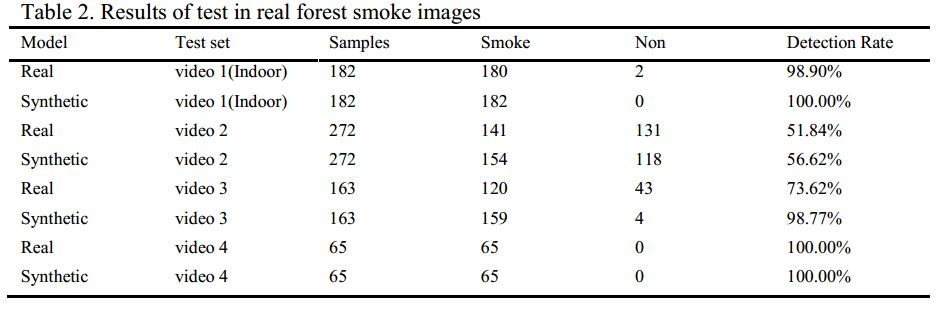 Table 2. Results of test in real forest smoke images
Model Test set Samples Smoke Non Detection Rate
Real video 1(Indoor) 182 180 2 98.90%
Synthetic video 1(Indoor) 182 182 0 100.00%
Real video 2 272 141 131 51.84%
Synthetic video 2 272 154 118 56.62%
Real video 3 163 120 43 73.62%
Synthetic video 3 163 159 4 98.77%
Real video 4 65 65 0 100.00%
Synthetic video 4 65 65 0 100.00%